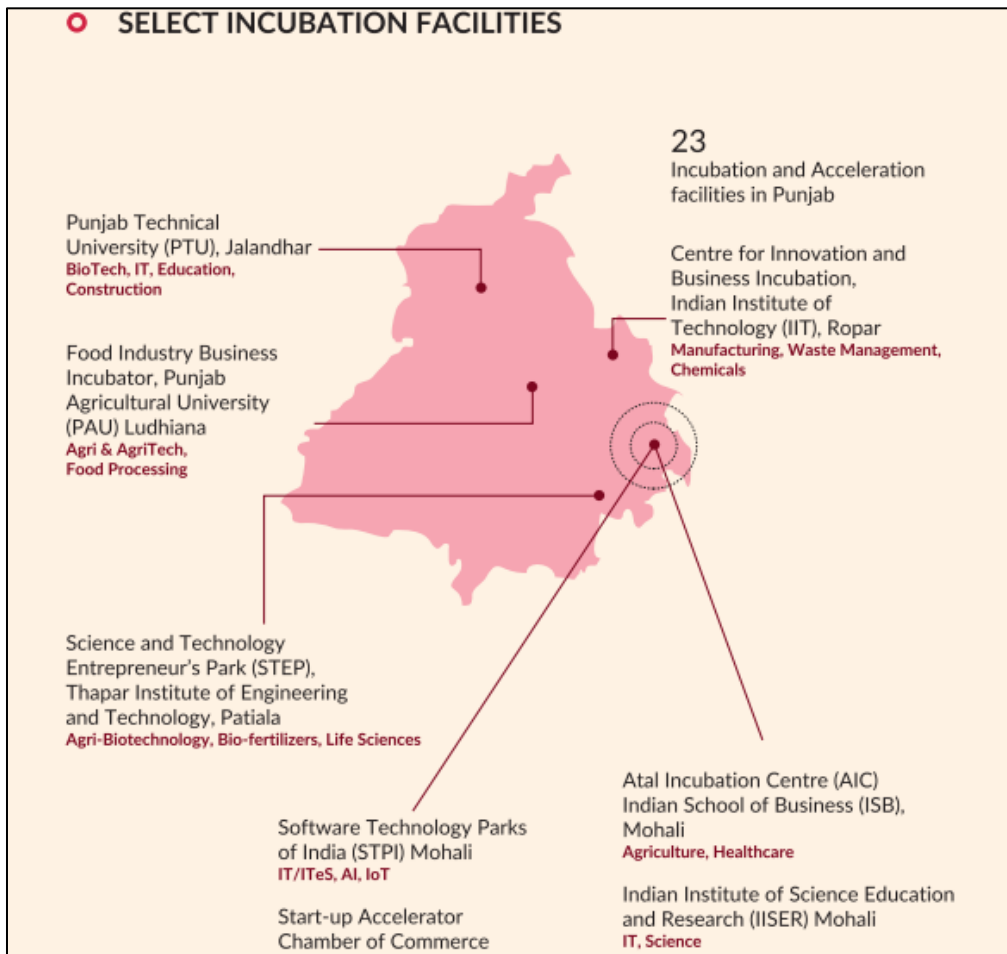 SELECT INCUBATION FACILITIES
23
Incubation and Acceleration
facilities in Punjab
Punjab Technical
University (PTU), Jalandhar
BioTech, IT, Education,
Construction
Centre for Innovation and
Business Incubation,
Indian Institute of
Technology (IIT), Ropar
Manufacturing, Waste Management,
Chemicals
Food Industry Business
Incubator, Punjab
Agricultural University
(PAU) Ludhiana
Agri & AgriTech,
Food Processing
Science and Technology
Entrepreneur’s Park (STEP),
Thapar Institute of Engineering
and Technology, Patiala
Agri-Biotechnology, Bio-fertilizers, Life Sciences
Software Technology Parks
of India (STPI) Mohali
IT/ITeS, AI, IoT
Start-up Accelerator
Chamber of Commerce
Atal Incubation Centre (AIC)
Indian School of Business (ISB),
Mohali
Agriculture, Healthcare
Indian Institute of Science Education
and Research (IISER) Mohali
IT, Science